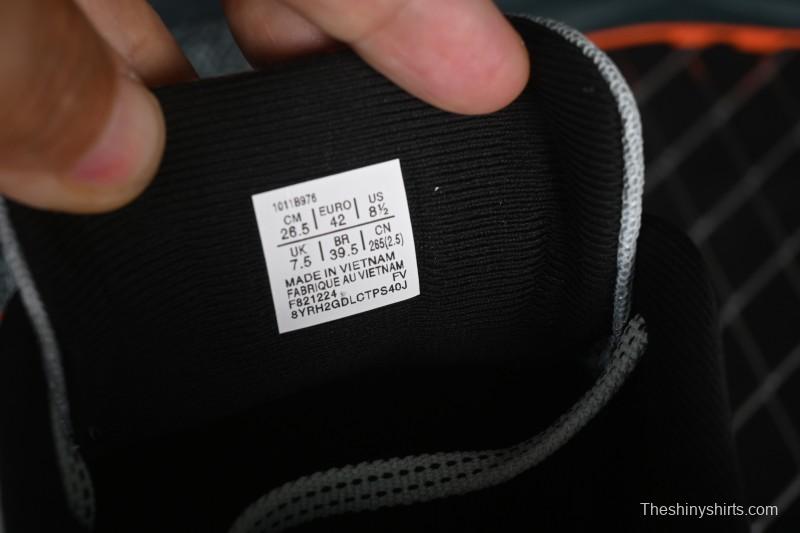 1011B976
CM 26.5 | EURO 42 | US 8½
UK 7.5 | BR 39.5 | CN 265(2.5)
MADE IN VIETNAM
FABRIQUE AU VIETNAM
F821224 FV
8YRH2GDLCTPS40J
Theshinyshirts.com